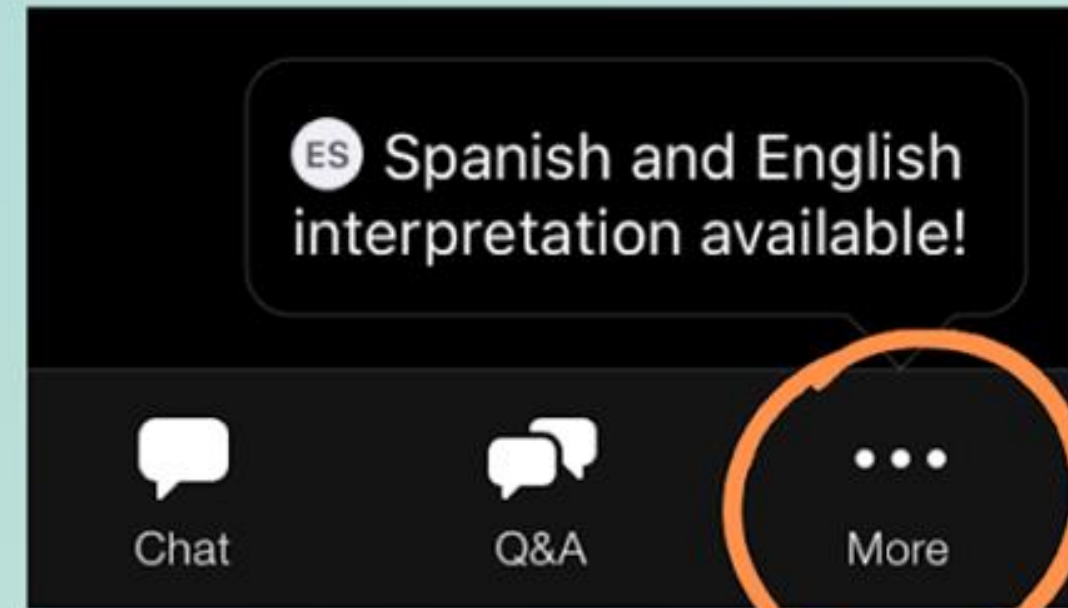 ES Spanish and English
interpretation available!
Chat
Q&A
More